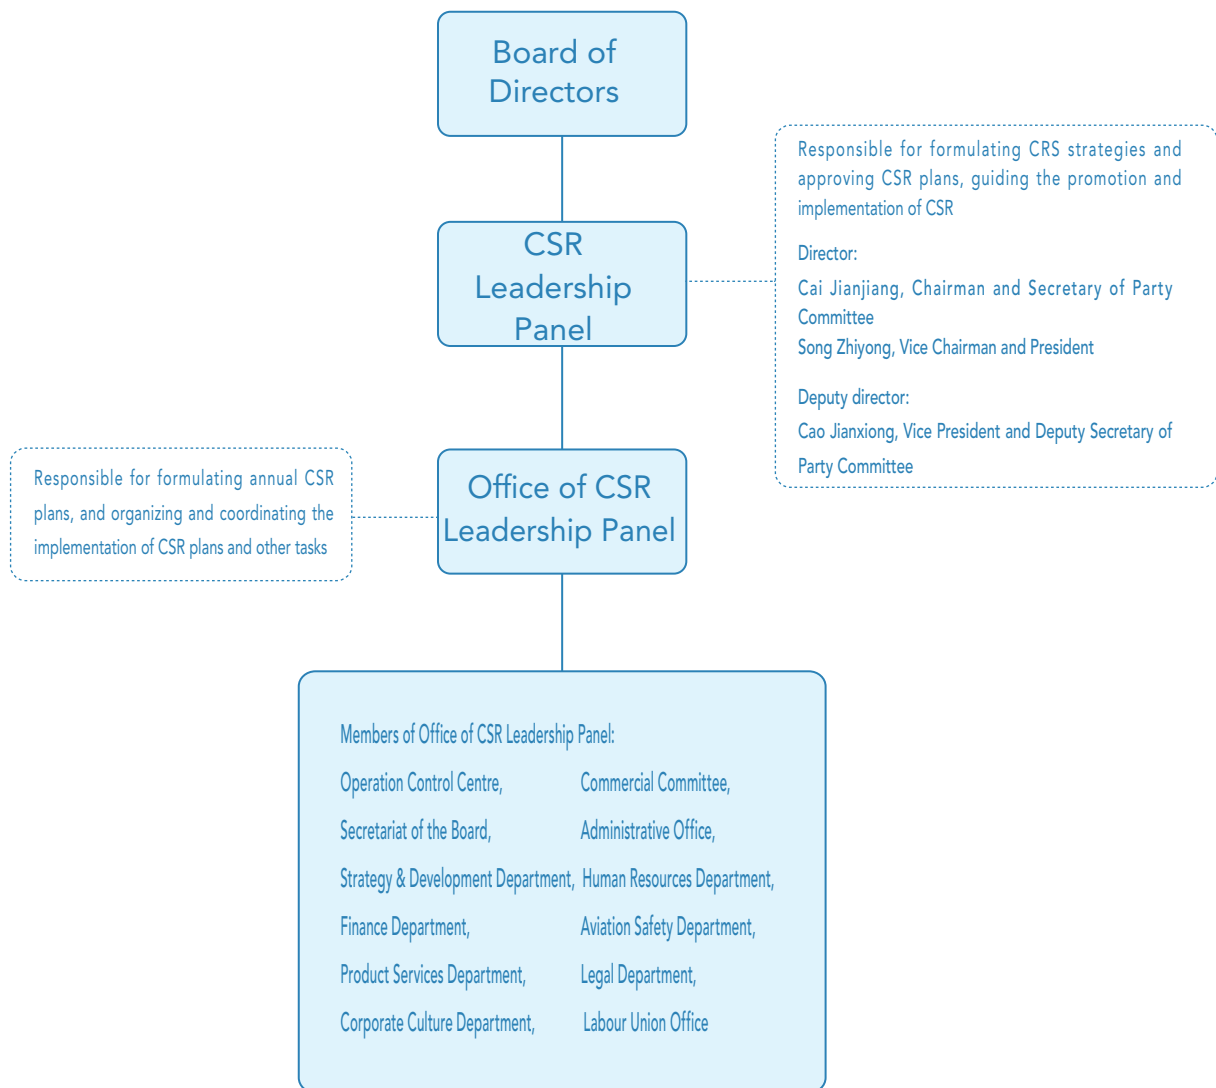 Board of
Directors
Responsible for formulating CRS strategies and
approving CSR plans, guiding the promotion and
implementation of CSR
Director:
Cai Jianjiang, Chairman and Secretary of Party
Committee
Song Zhiyong, Vice Chairman and President
Deputy director:
Cao Jianxiong, Vice President and Deputy Secretary of
Party Committee
CSR
Leadership
Panel
Responsible for formulating annual CSR
plans, and organizing and coordinating the
implementation of CSR plans and other tasks
Office of CSR
Leadership Panel
Members of Office of CSR Leadership Panel:
Operation Control Centre, Commercial Committee,
Secretariat of the Board, Administrative Office,
Strategy & Development Department, Human Resources Department,
Finance Department, Aviation Safety Department,
Product Services Department, Legal Department,
Corporate Culture Department, Labour Union Office